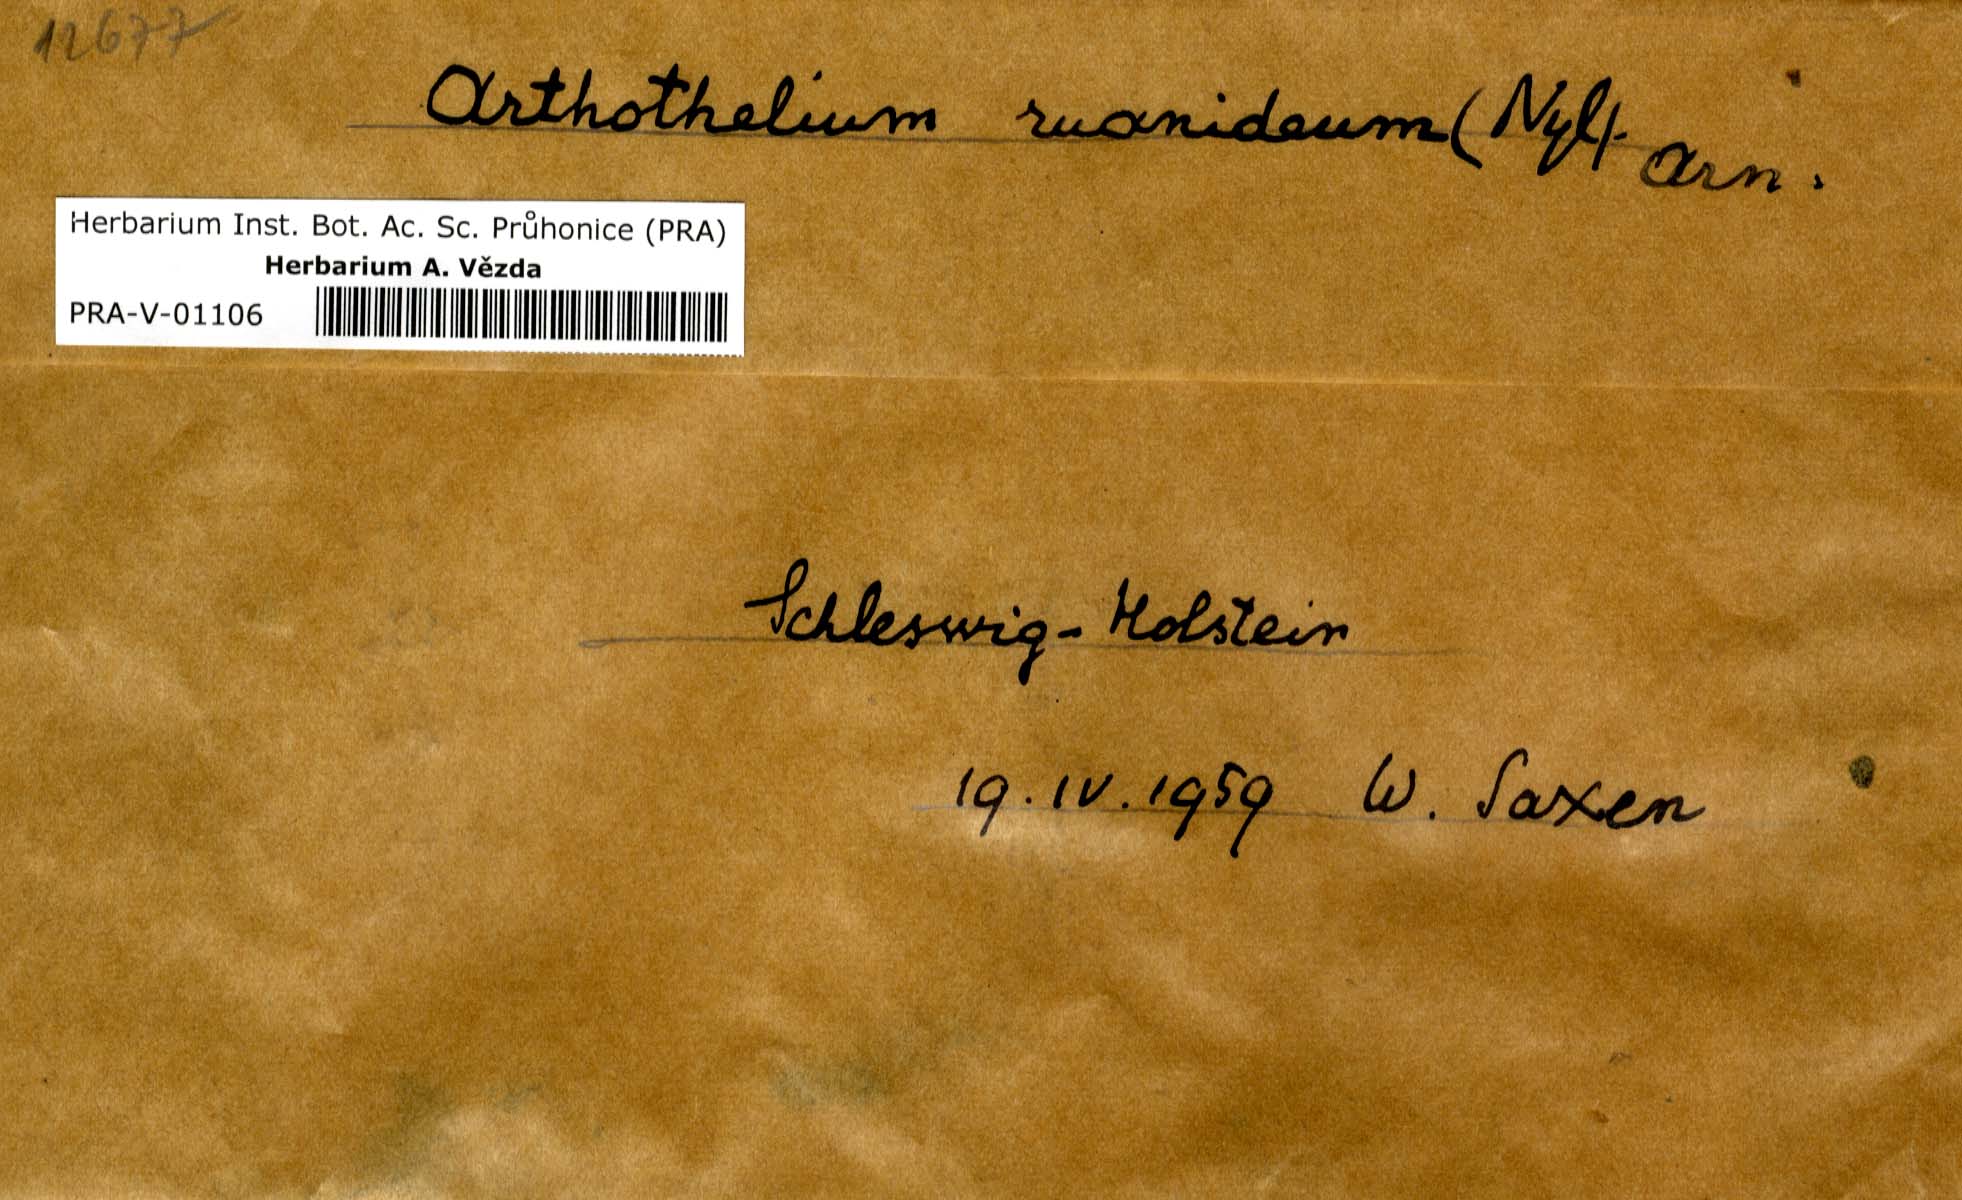 12677
Arthothelium ruanideum (Nyl). Arn.
Herbarium Inst. Bot. Ac. Sc. Průhonice (PRA)
Herbarium A. Vězda
PRA-V-01106
Schleswig-Holstein
19.IV.1959 W. Saxen